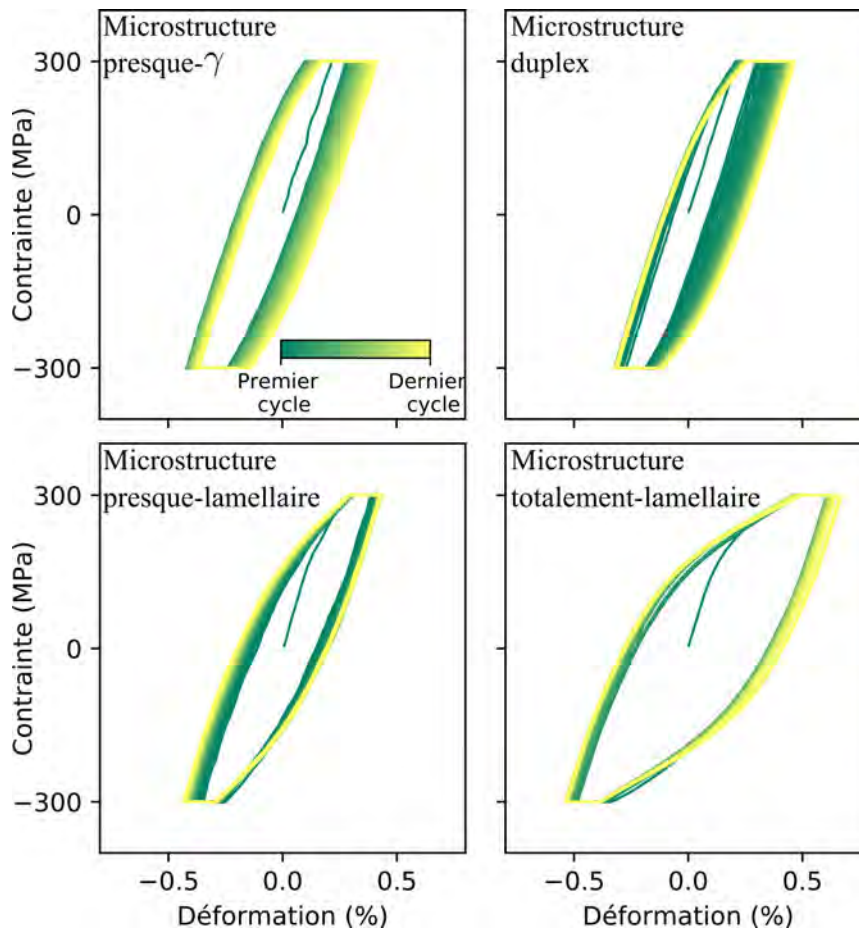 Microstructure
presque-γ
Microstructure
duplex
Contrainte (MPa)
300
0
−300
Premier
cycle
Dernier
cycle
Microstructure
presque-lamellaire
Microstructure
totalement-lamellaire
Contrainte (MPa)
300
0
−300
−0.5
0.0
0.5
−0.5
0.0
0.5
Déformation (%)
Déformation (%)